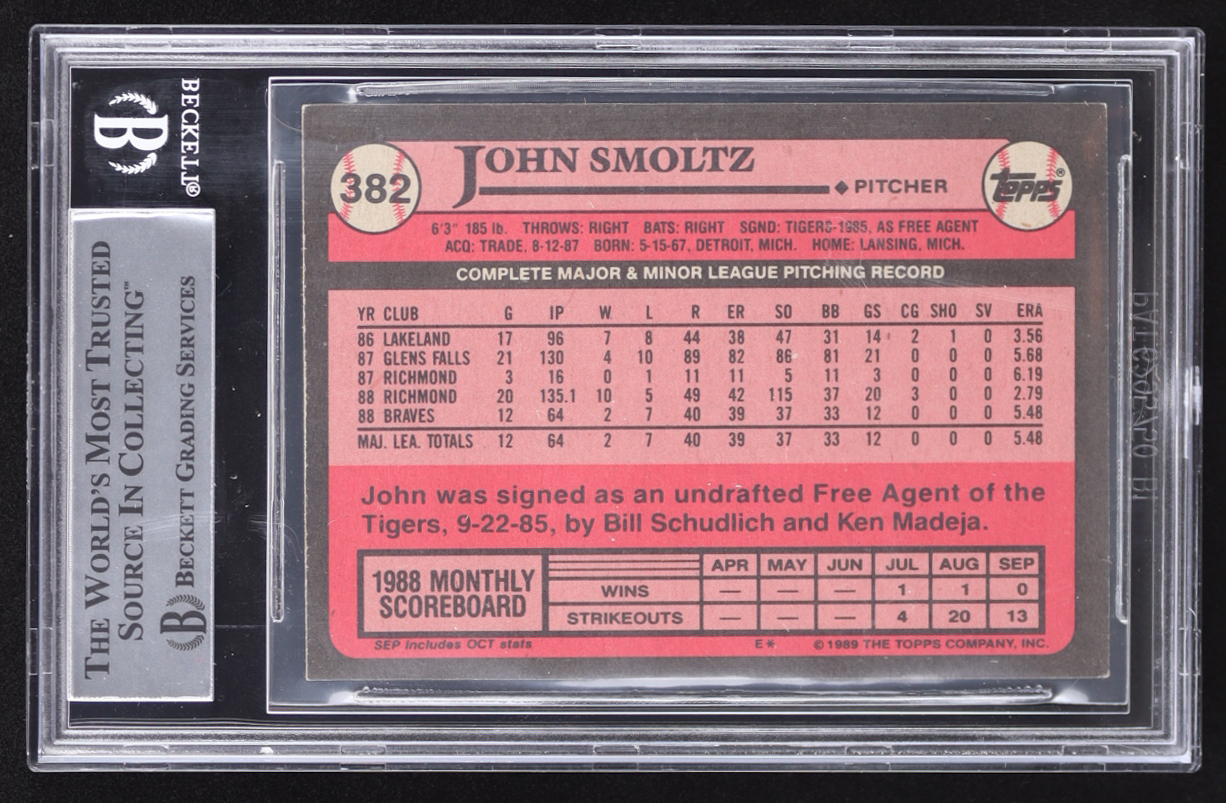 BECKETT®
THE WORLD'S MOST TRUSTED
SOURCE IN COLLECTING™
BECKETT GRADING SERVICES
382
JOHN SMOLTZ
PITCHER
TOPPS®
6'3" 185 lb. THROWS: RIGHT BATS: RIGHT SGND: TIGERS-1985, AS FREE AGENT
ACQ: TRADE, 8-12-87 BORN: 5-15-67, DETROIT, MICH. HOME: LANSING, MICH.
COMPLETE MAJOR & MINOR LEAGUE PITCHING RECORD
YR CLUB G IP W L R ER SO BB GS CG SHO SV ERA
86 LAKELAND 17 96 7 8 44 38 47 31 14 2 1 0 3.56
87 GLENS FALLS 21 130 4 10 89 82 86 81 21 0 0 0 5.68
87 RICHMOND 3 16 0 1 11 11 5 11 3 0 0 0 6.19
88 RICHMOND 20 135.1 10 5 49 42 115 37 20 3 0 0 2.79
88 BRAVES 12 64 2 7 40 39 37 33 12 0 0 0 5.48
MAJ. LEA. TOTALS 12 64 2 7 40 39 37 33 12 0 0 0 5.48
John was signed as an undrafted Free Agent of the
Tigers, 9-22-85, by Bill Schudlich and Ken Madeja.
1988 MONTHLY
SCOREBOARD
APR MAY JUN JUL AUG SEP
WINS — — — 1 1 0
STRIKEOUTS — — — 4 20 13
SEP includes OCT stats
E* © 1989 THE TOPPS COMPANY, INC.